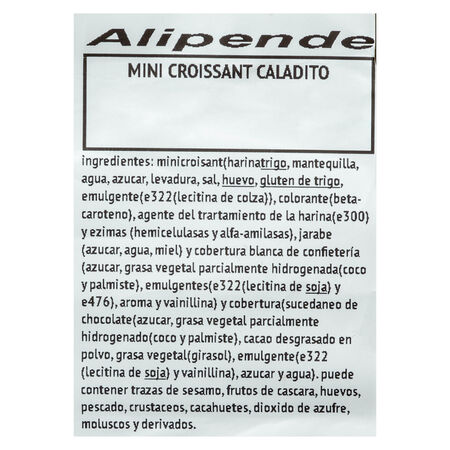 Alipende
MINI CROISSANT CALADITO
ingredientes: minicroisant(harinatrigo, mantequilla,
agua, azucar, levadura, sal, huevo, gluten de trigo,
emulgente(e322(lecitina de colza)), colorante(beta-
caroteno), agente del trartamiento de la harina(e300)
y ezimas (hemicelulasas y alfa-amilasas), jarabe
(azucar, agua, miel) y cobertura blanca de confietería
(azucar, grasa vegetal parcialmente hidrogenada(coco
y palmiste), emulgentes(e322(lecitina de soja) y
e476), aroma y vainillina) y cobertura(sucedaneo de
chocolate(azucar, grasa vegetal parcialmente
hidrogenado(coco y palmiste), cacao desgrasado en
polvo, grasa vegetal(girasol), emulgente(e322
(lecitina de soja) y vainillina), azucar y agua). puede
contener trazas de sesamo, frutos de cascara, huevos,
pescado, crustaceos, cacahuetes, dioxido de azufre,
moluscos y derivados.